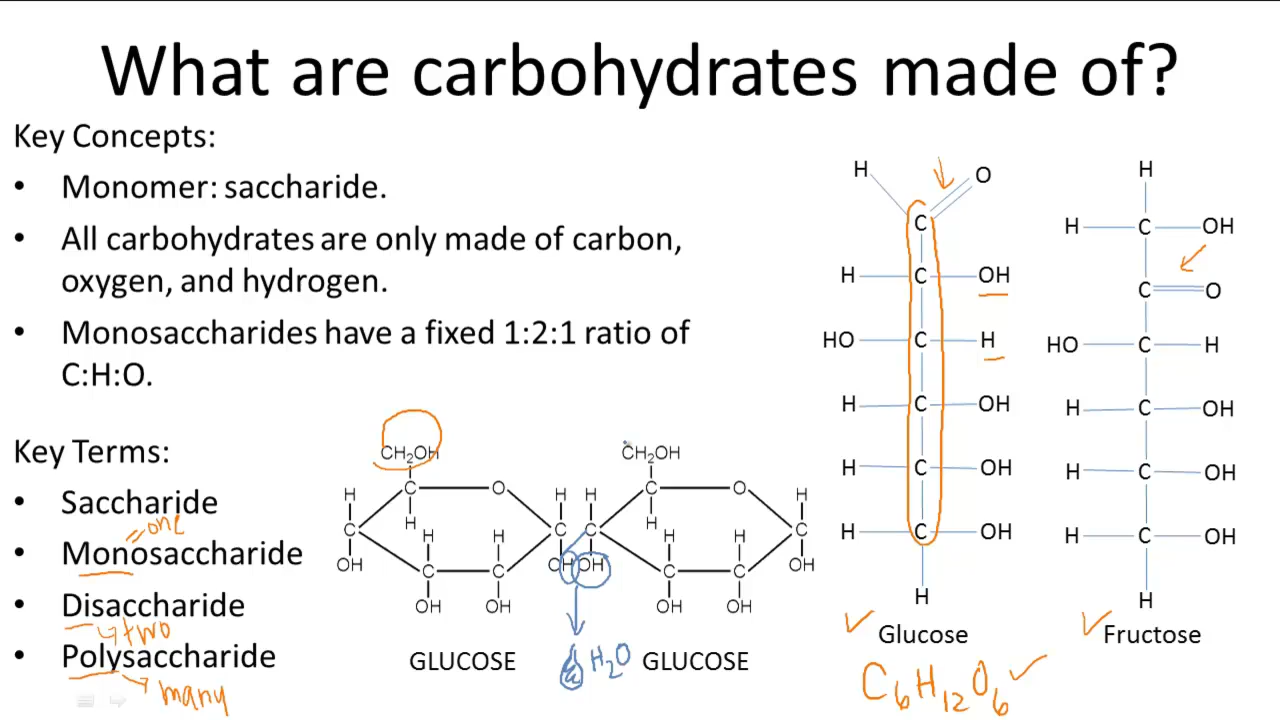 What are carbohydrates made of?
Key Concepts:
• Monomer: saccharide.
• All carbohydrates are only made of carbon,
oxygen, and hydrogen.
• Monosaccharides have a fixed 1:2:1 ratio of
C:H:O.
Key Terms:
• Saccharide
= one
• Monosaccharide
• Disaccharide
two
• Polysaccharide
many
CH2OH
C O
H H
C H C
H H
OH OH
C C
OH OH
GLUCOSE
CH2OH
C O
H H
C H C
H H
OH OH
C C
OH OH
GLUCOSE
H2O
H O
C
H C OH
HO C H
H C OH
H C OH
H C OH
H
Glucose
C6H12O6
H
H C OH
C O
HO C H
H C OH
H C OH
H C OH
H
Fructose